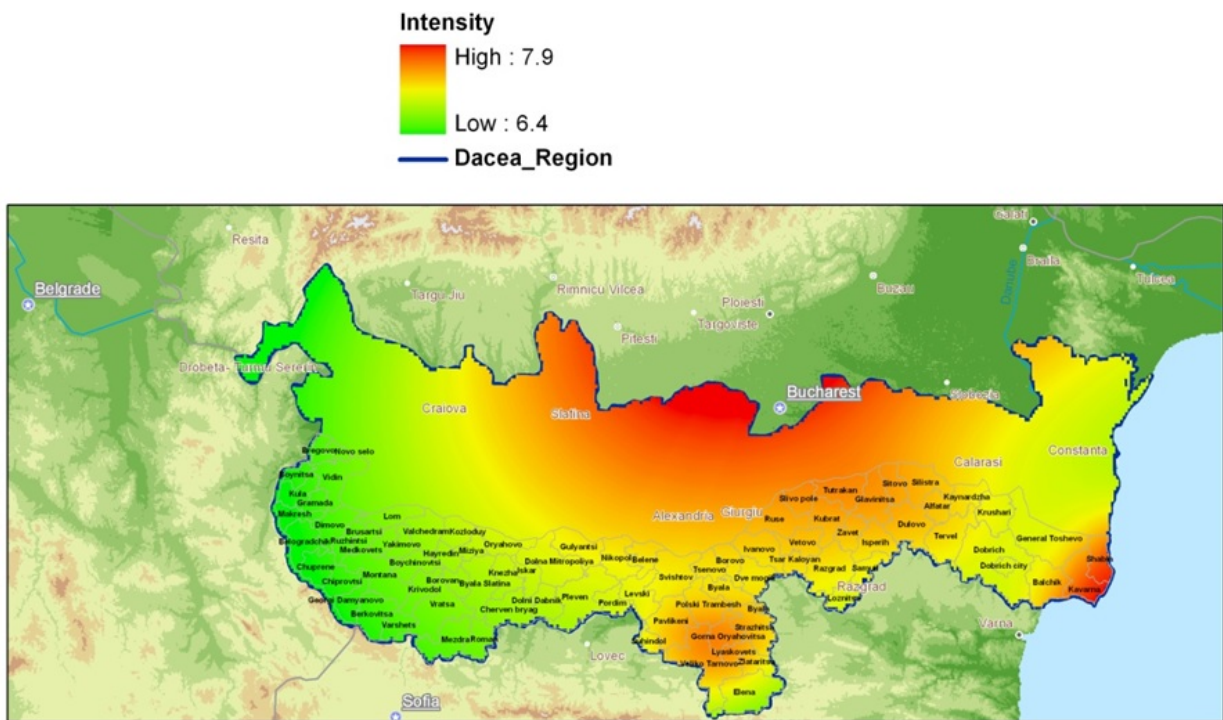 Intensity
High : 7.9
Low : 6.4
Dacea_Region
Galati
Resita
Braila
Tulcea
Belgrade
Targu Jiu
Rimnicu Vilcea
Buzau
Danube
Ploiesti
Targoviste
Pitesti
Drobeta- Turnu Severin
Bucharest
Slobozia
Craiova
Slatina
Bregovo
Novo selo
Constanta
Calarasi
Boynitsa
Vidin
Kula
Gramada
Makresh
Sitovo
Silistra
Tutrakan
Slivo pole
Glavinitsa
Kaynardzha
Alfatar
Krushari
Alexandria
Giurgiu
Ruse
Kubrat
Dulovo
Dimovo
Lom
Brusartsi
Valchedram
Kozloduy
Zavet
Tervel
General Toshevo
Belogradchik
Ruzhintsi
Medkovets
Yakimovo
Oryahovo
Gulyantsi
Vetovo
Isperih
Dobrich
Hayredin
Miziya
Nikopol
Belene
Ivanovo
Borovo
Tsar Kaloyan
Dobrich city
Shabla
Chuprene
Boychinovtsi
Dolna Mitropoliya
Tsenovo
Razgrad
Samuil
Montana
Knezha
Iskar
Svishtov
Dve mogili
Chiprovtsi
Borovan
Byala Slatina
Byala
Razgrad
Balchik
Kavarna
Krivodol
Pleven
Levski
Loznitsa
Georgi Damyanovo
Vratsa
Dolni Dabnik
Pordim
Polski Trambesh
Byala
Berkovitsa
Cherven bryag
Pavlikeni
Varshets
Strazhitsa
Varna
Mezdra
Roman
Suhindol
Gorna Oryahovitsa
Lovec
Lyaskovets
Veliko Tarnovo
Zlataritsa
Elena
Sofia